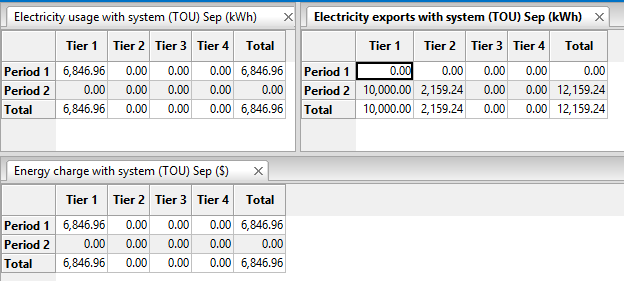 Electricity usage with system (TOU) Sep (kWh) ×
Tier 1 Tier 2 Tier 3 Tier 4 Total
Period 1 6,846.96 0.00 0.00 0.00 6,846.96
Period 2 0.00 0.00 0.00 0.00 0.00
Total 6,846.96 0.00 0.00 0.00 6,846.96
Electricity exports with system (TOU) Sep (kWh) ×
Tier 1 Tier 2 Tier 3 Tier 4 Total
Period 1 0.00 0.00 0.00 0.00 0.00
Period 2 10,000.00 2,159.24 0.00 0.00 12,159.24
Total 10,000.00 2,159.24 0.00 0.00 12,159.24
Energy charge with system (TOU) Sep ($) ×
Tier 1 Tier 2 Tier 3 Tier 4 Total
Period 1 6,846.96 0.00 0.00 0.00 6,846.96
Period 2 0.00 0.00 0.00 0.00 0.00
Total 6,846.96 0.00 0.00 0.00 6,846.96